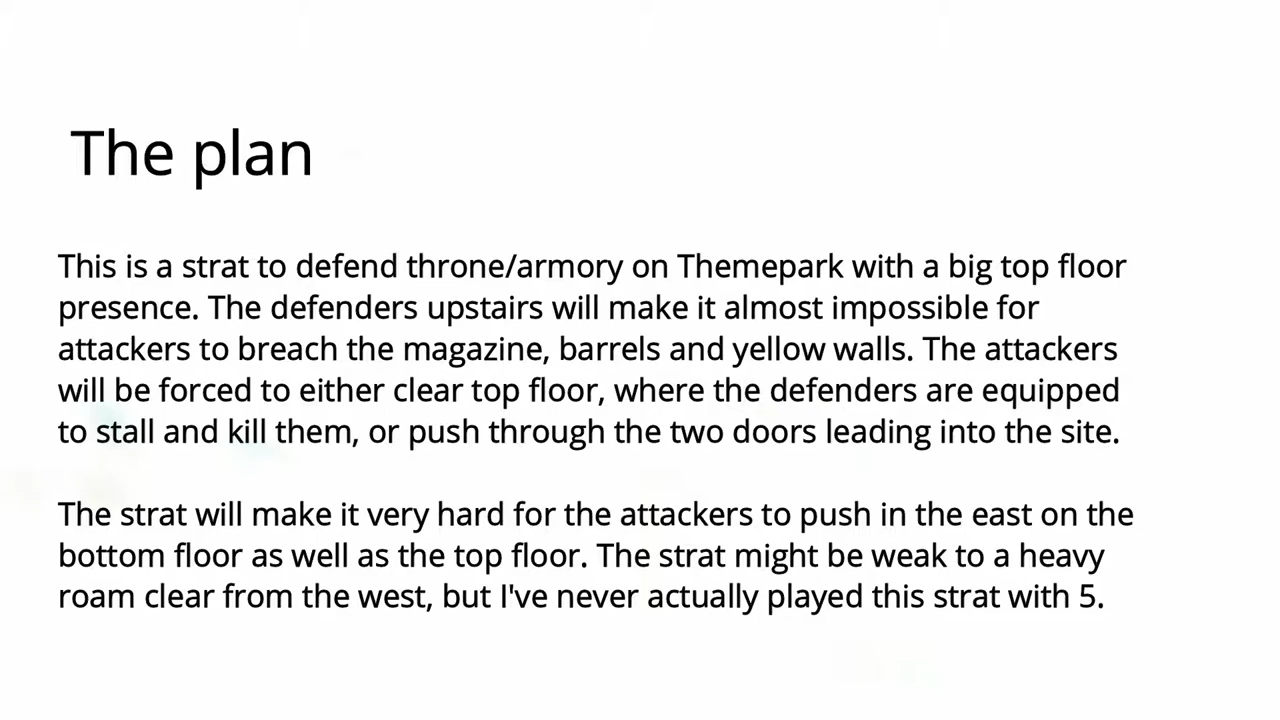 The plan
This is a strat to defend throne/armory on Themepark with a big top floor
presence. The defenders upstairs will make it almost impossible for
attackers to breach the magazine, barrels and yellow walls. The attackers
will be forced to either clear top floor, where the defenders are equipped
to stall and kill them, or push through the two doors leading into the site.
The strat will make it very hard for the attackers to push in the east on the
bottom floor as well as the top floor. The strat might be weak to a heavy
roam clear from the west, but I've never actually played this strat with 5.